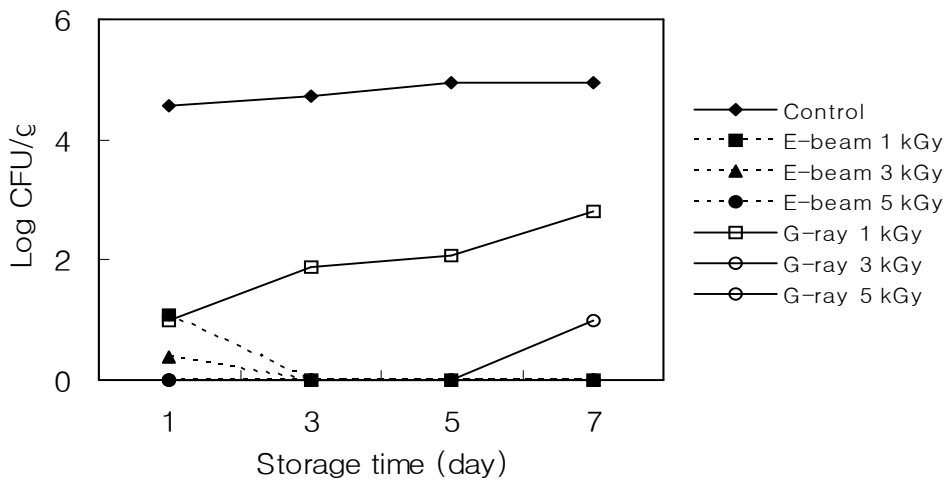 6
4
2
0
Log CFU/g
1 3 5 7
Storage time (day)
Control
E-beam 1 kGy
E-beam 3 kGy
E-beam 5 kGy
G-ray 1 kGy
G-ray 3 kGy
G-ray 5 kGy